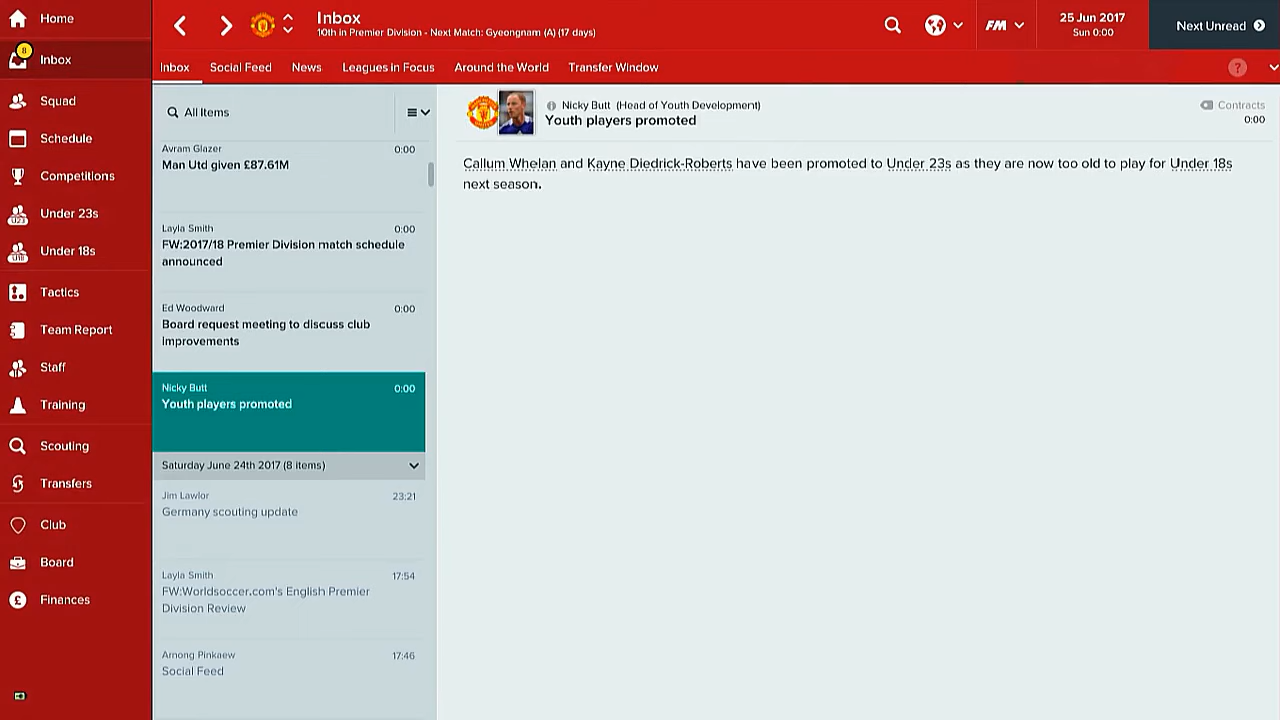 Home
8
Inbox
Squad
Schedule
Competitions
Under 23s
Under 18s
Tactics
Team Report
Staff
Training
Scouting
Transfers
Club
Board
Finances
Inbox
10th in Premier Division - Next Match: Gyeongnam (A) (17 days)
FM
25 Jun 2017
Sun 0:00
Next Unread
Inbox
Social Feed
News
Leagues in Focus
Around the World
Transfer Window
?
All Items
Avram Glazer
0:00
Man Utd given £87.61M
Layla Smith
0:00
FW:2017/18 Premier Division match schedule
announced
Ed Woodward
0:00
Board request meeting to discuss club
improvements
Nicky Butt
0:00
Youth players promoted
Saturday June 24th 2017 (8 items)
Jim Lawlor
23:21
Germany scouting update
Layla Smith
17:54
FW:Worldsoccer.com's English Premier
Division Review
Arnong Pinkaew
17:46
Social Feed
Nicky Butt (Head of Youth Development)
Youth players promoted
Contracts
0:00
Callum Whelan and Kayne Diedrick-Roberts have been promoted to Under 23s as they are now too old to play for Under 18s
next season.